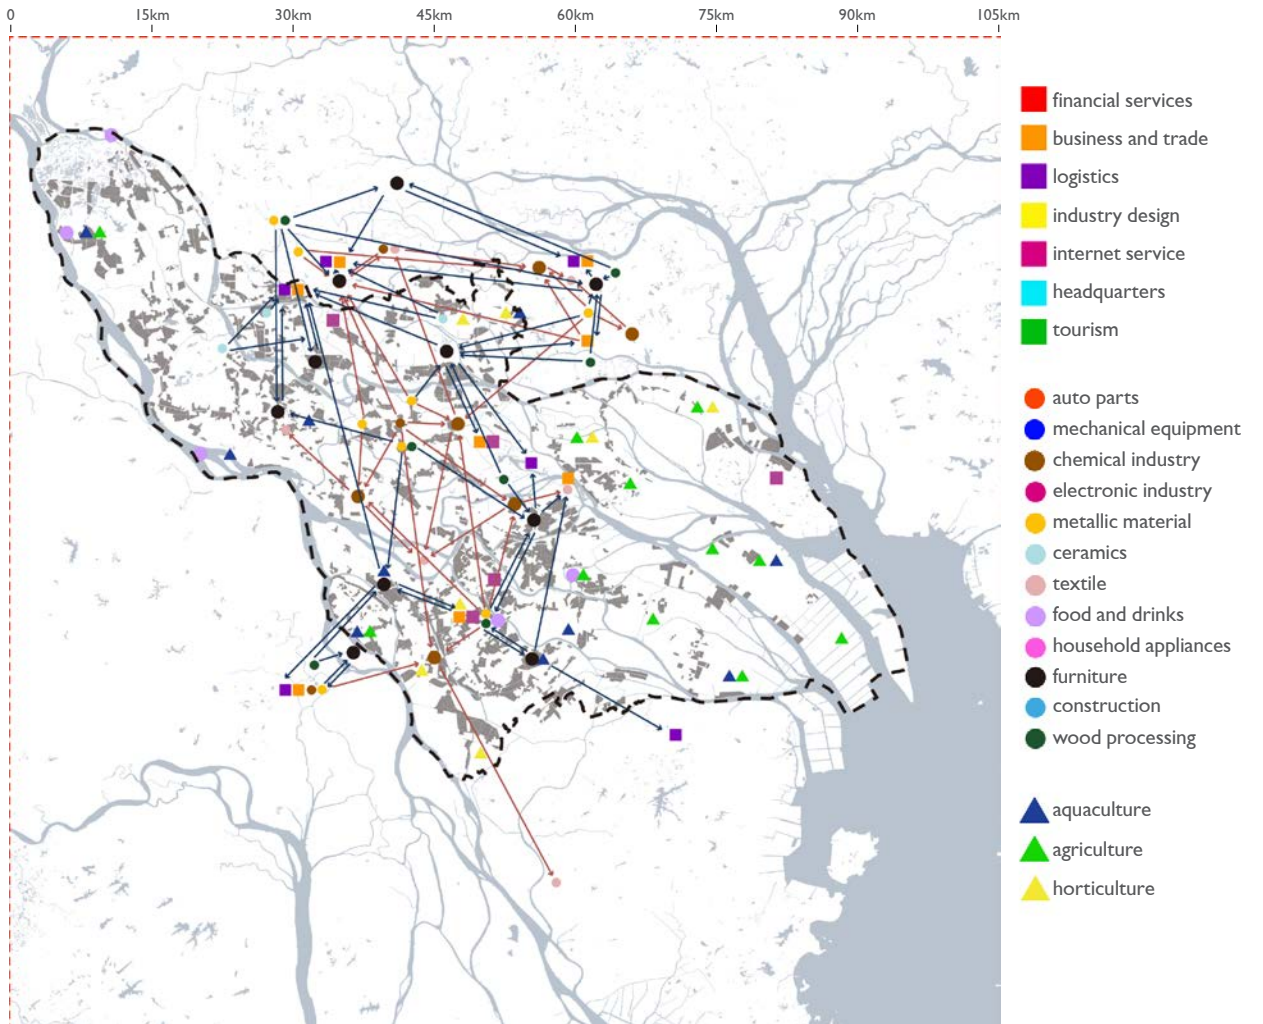 0 15km 30km 45km 60km 75km 90km 105km
financial services
business and trade
logistics
industry design
internet service
headquarters
tourism
auto parts
mechanical equipment
chemical industry
electronic industry
metallic material
ceramics
textile
food and drinks
household appliances
furniture
construction
wood processing
aquaculture
agriculture
horticulture